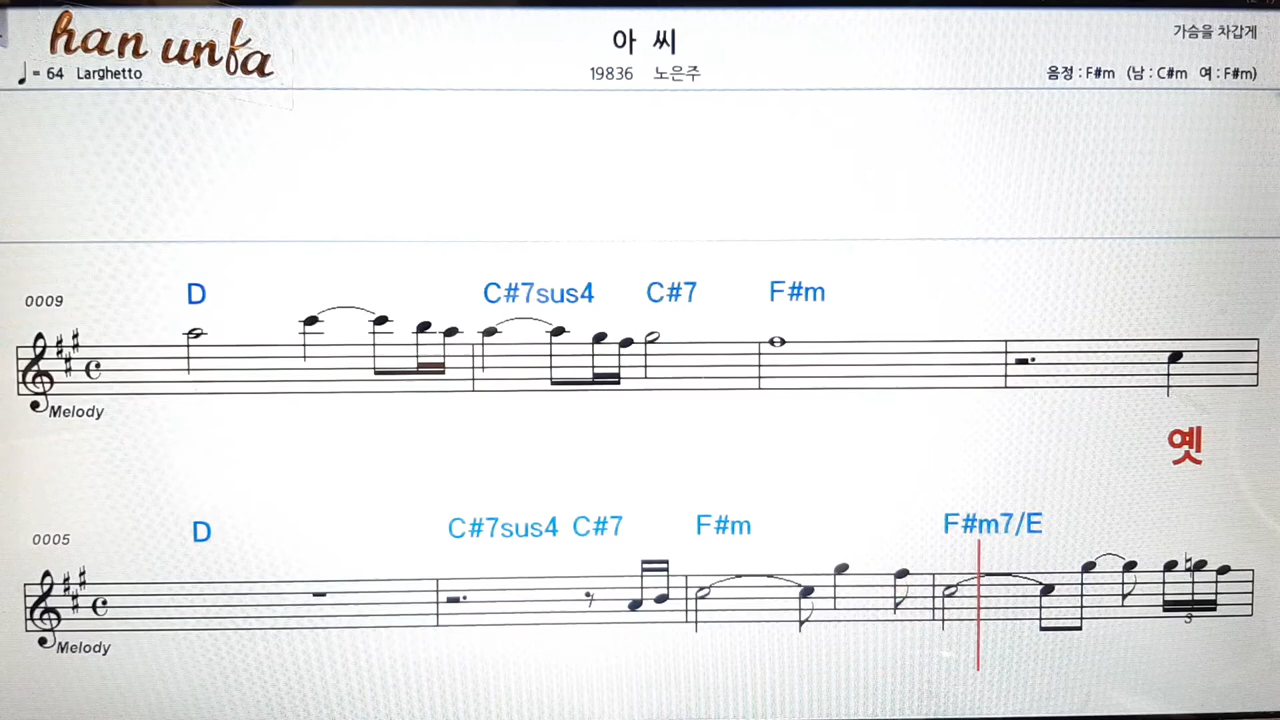 han unfa
아 씨
가슴을 차갑게
♩ = 64 Larghetto
19836 노은주
음정 : F#m (남 : C#m 여 : F#m)
0009
D C#7sus4 C#7 F#m
Melody
옛
0005
D C#7sus4 C#7 F#m F#m7/E
Melody
3